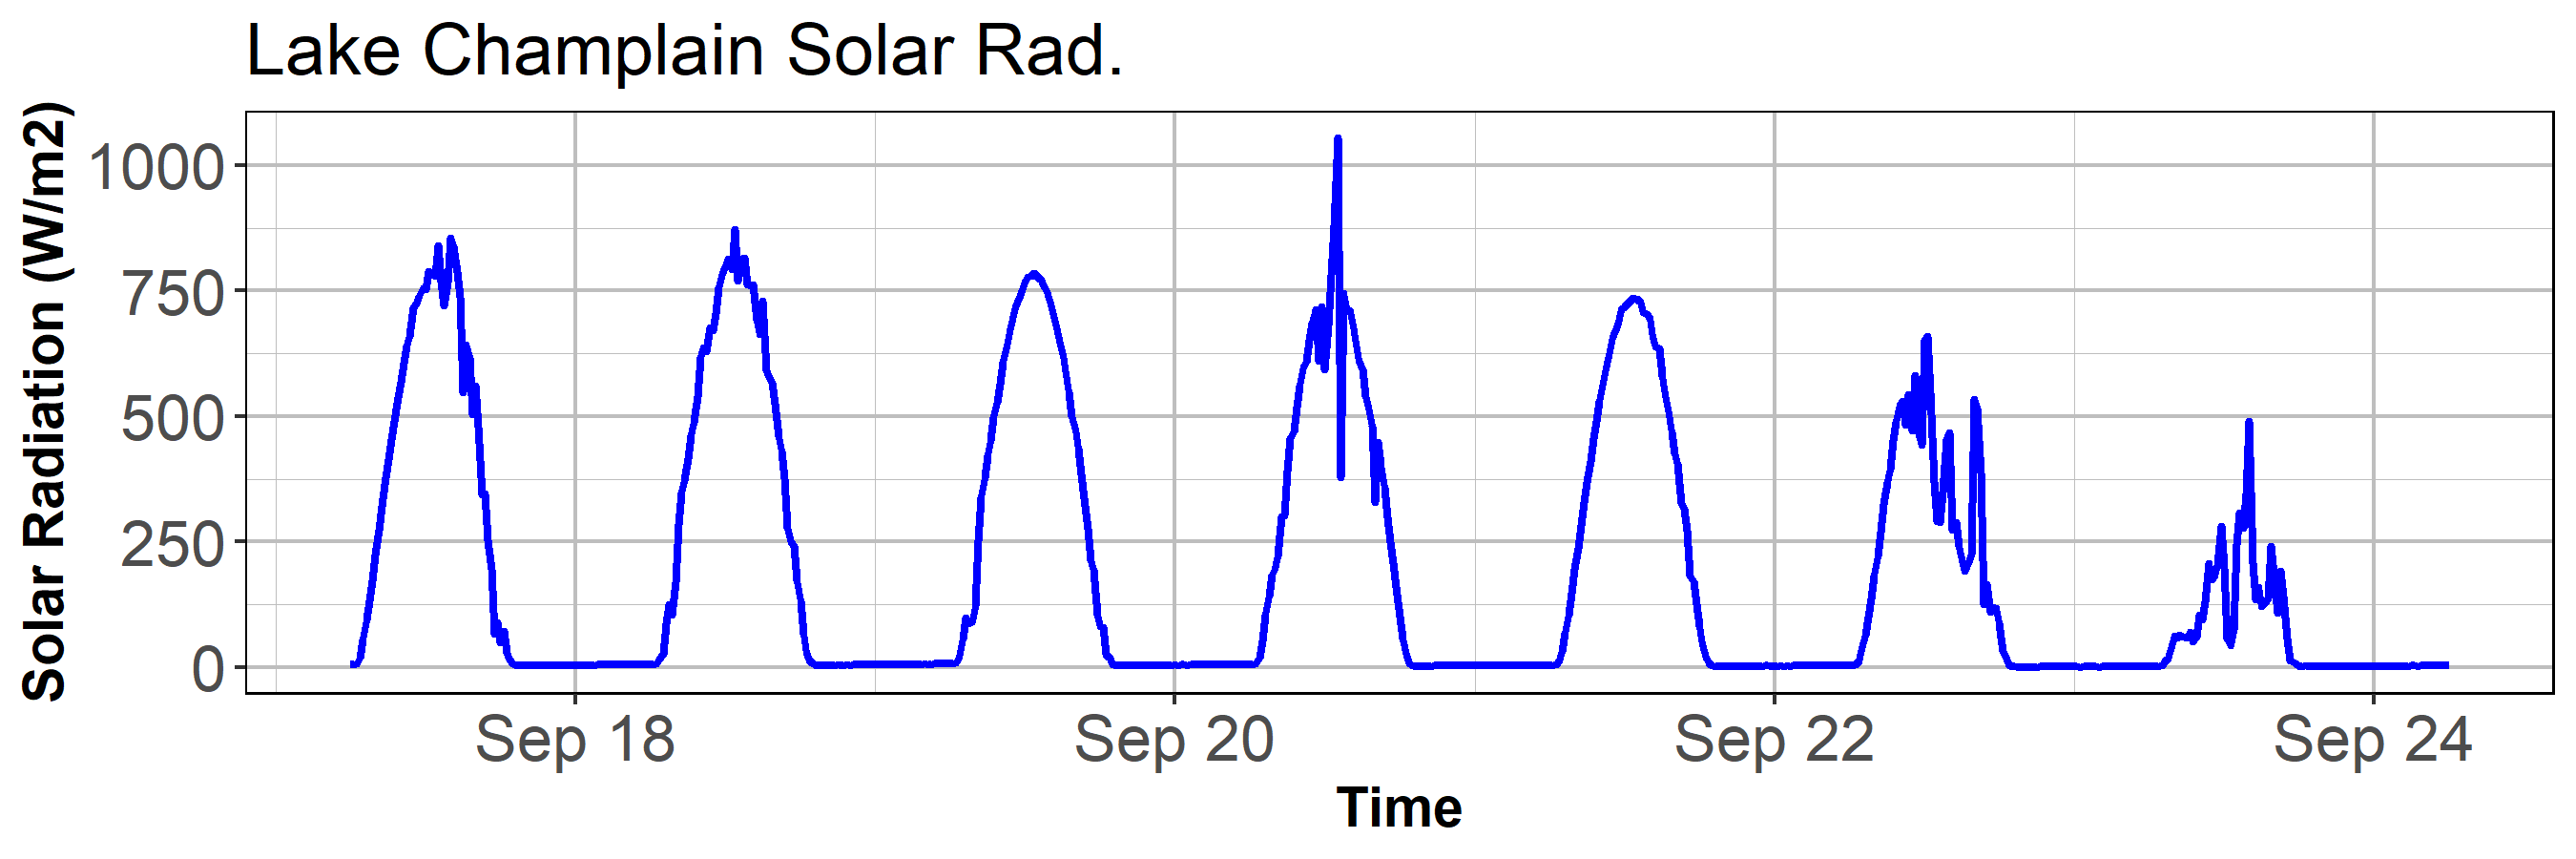 Lake Champlain Solar Rad.
Solar Radiation (W/m2)
1000
750
500
250
0
Sep 18
Sep 20
Sep 22
Sep 24
Time